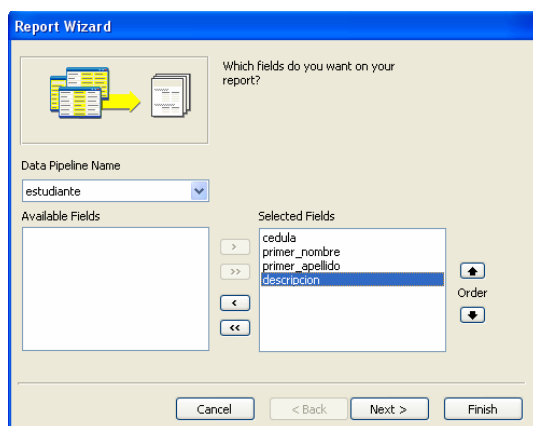 Report Wizard
Which fields do you want on your
report?
Data Pipeline Name
estudiante
Available Fields
Selected Fields
>
>>
<
<<
cedula
primer_nombre
primer_apellido
descripcion
Order
Cancel
< Back
Next >
Finish